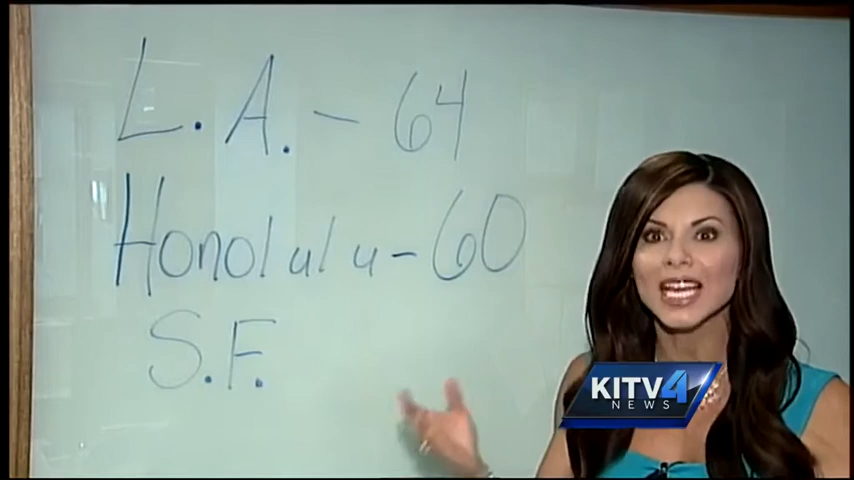 L.A. - 64
Honolulu - 60
S.F.
KITV4
NEWS